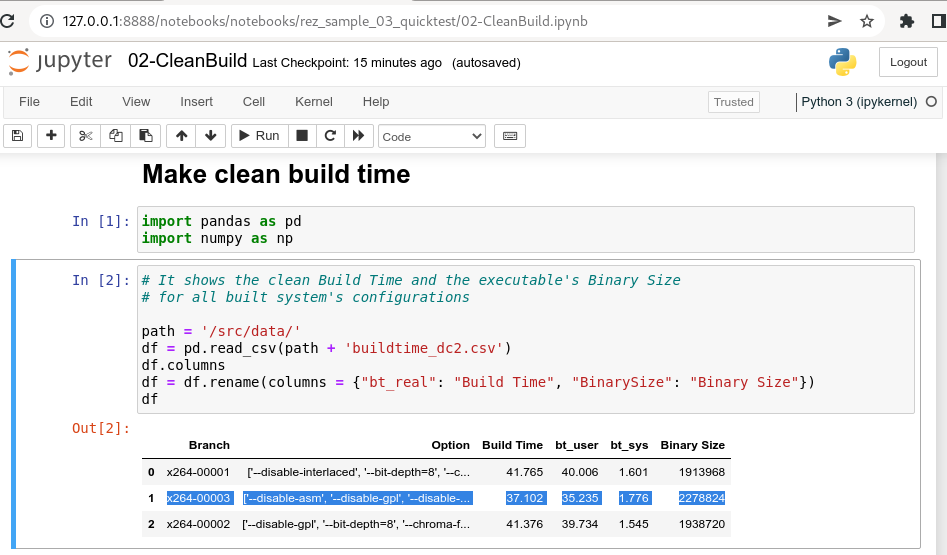 127.0.0.1:8888/notebooks/notebooks/rez_sample_03_quicktest/02-CleanBuild.ipynb
jupyter 02-CleanBuild Last Checkpoint: 15 minutes ago (autosaved) Logout
File Edit View Insert Cell Kernel Help Trusted Python 3 (ipykernel)
Run Code
Make clean build time
In [1]: import pandas as pd
import numpy as np
In [2]: # It shows the clean Build Time and the executable's Binary Size
# for all built system's configurations
path = '/src/data/'
df = pd.read_csv(path + 'buildtime_dc2.csv')
df.columns
df = df.rename(columns = {"bt_real": "Build Time", "BinarySize": "Binary Size"})
df
Out[2]:
Branch Option Build Time bt_user bt_sys Binary Size
0 x264-00001 ['--disable-interlaced', '--bit-depth=8', '--c... 41.765 40.006 1.601 1913968
1 x264-00003 ['--disable-asm', '--disable-gpl', '--disable-... 37.102 35.235 1.776 2278824
2 x264-00002 ['--disable-gpl', '--bit-depth=8', '--chroma-f... 41.376 39.734 1.545 1938720